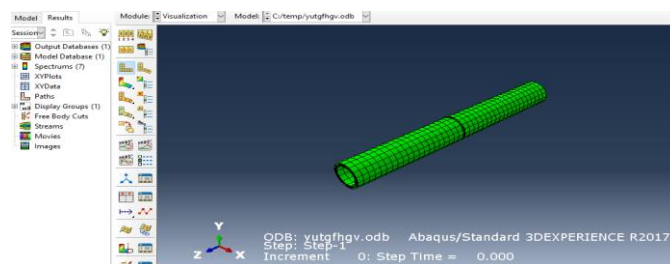 Model Results Module: Visualization Model: C:/temp/yutgfhgv.odb
Session
Output Databases (1)
Model Database (1)
Spectrums (7)
XYPlots
XYData
Paths
Display Groups (1)
Free Body Cuts
Streams
Movies
Images
Y
Z X
ODB: yutgfhgv.odb Abaqus/Standard 3DEXPERIENCE R2017
Step: Step-1
Increment 0: Step Time = 0.000